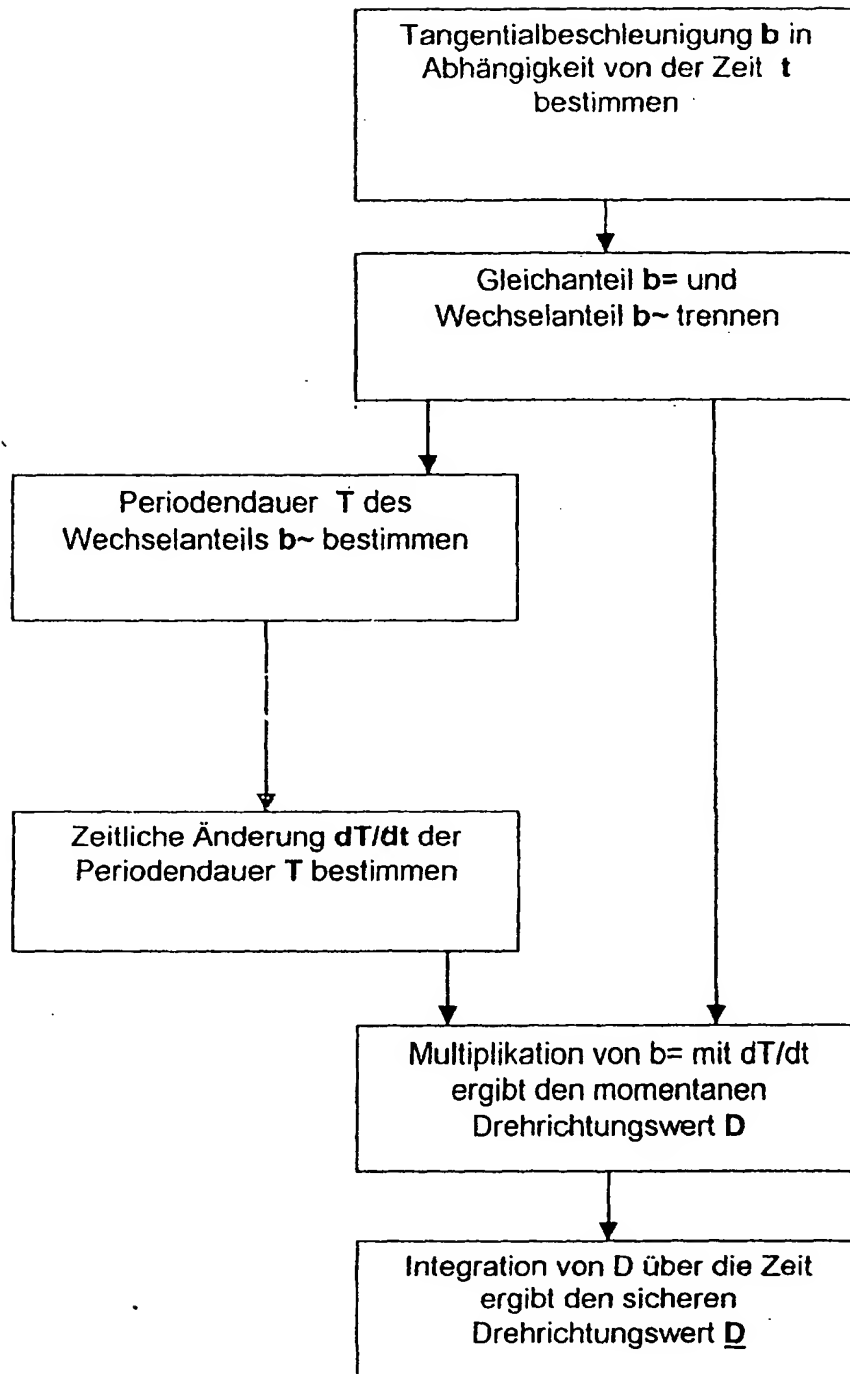 Tangentialbeschleunigung b in
Abhängigkeit von der Zeit t
bestimmen
Gleichanteil b= und
Wechselanteil b~ trennen
Periodendauer T des
Wechselanteils b~ bestimmen
Zeitliche Änderung dT/dt der
Periodendauer T bestimmen
Multiplikation von b= mit dT/dt
ergibt den momentanen
Drehrichtungswert D
Integration von D über die Zeit
ergibt den sicheren
Drehrichtungswert D